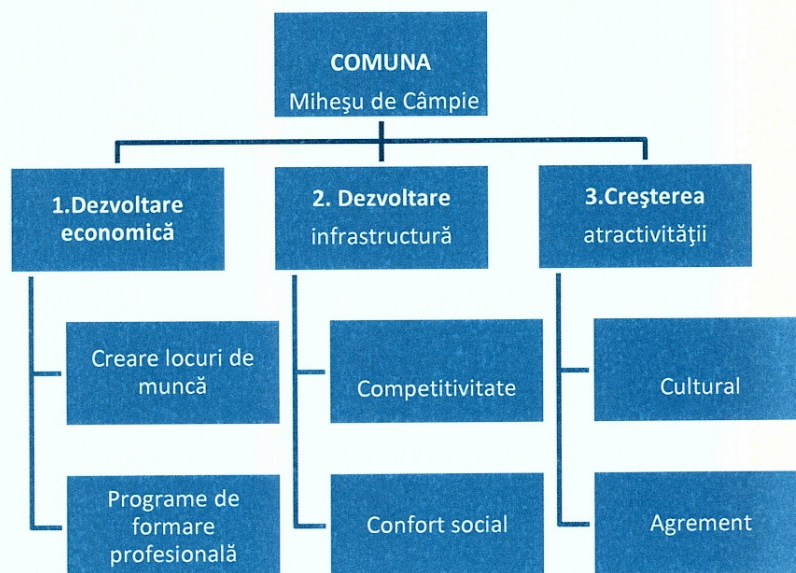 COMUNA
Miheşu de Câmpie
1.Dezvoltare
economică
2. Dezvoltare
infrastructură
3.Creşterea
atractivităţii
Creare locuri de
muncă
Competitivitate
Cultural
Programe de
formare
profesională
Confort social
Agrement